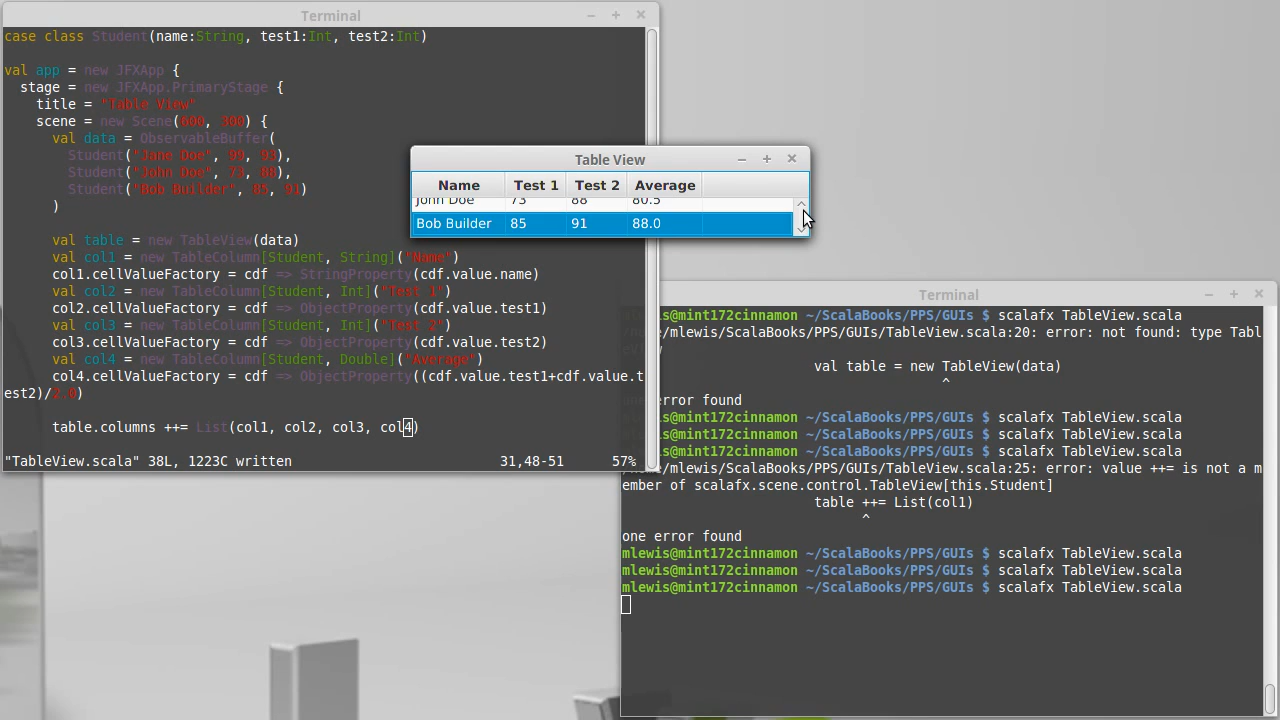 Terminal
case class Student(name:String, test1:Int, test2:Int)
val app = new JFXApp {
stage = new JFXApp.PrimaryStage {
title = "Table View"
scene = new Scene(600, 300) {
val data = ObservableBuffer(
Student("Jane Doe", 99, 93),
Student("John Doe", 73, 88),
Student("Bob Builder", 85, 91)
)
val table = new TableView(data)
val col1 = new TableColumn[Student, String]("Name")
col1.cellValueFactory = cdf => StringProperty(cdf.value.name)
val col2 = new TableColumn[Student, Int]("Test 1")
col2.cellValueFactory = cdf => ObjectProperty(cdf.value.test1)
val col3 = new TableColumn[Student, Int]("Test 2")
col3.cellValueFactory = cdf => ObjectProperty(cdf.value.test2)
val col4 = new TableColumn[Student, Double]("Average")
col4.cellValueFactory = cdf => ObjectProperty((cdf.value.test1+cdf.value.t
est2)/2.0)
table.columns ++= List(col1, col2, col3, col4)
"TableView.scala" 38L, 1223C written 31,48-51 57%
Table View
Name Test 1 Test 2 Average
John Doe 73 88 80.5
Bob Builder 85 91 88.0
Terminal
ewis@mint172cinnamon ~/ScalaBooks/PPS/GUIs $ scalafx TableView.scala
/mlewis/ScalaBooks/PPS/GUIs/TableView.scala:20: error: not found: type Tabl
val table = new TableView(data)
^
error found
ewis@mint172cinnamon ~/ScalaBooks/PPS/GUIs $ scalafx TableView.scala
ewis@mint172cinnamon ~/ScalaBooks/PPS/GUIs $ scalafx TableView.scala
ewis@mint172cinnamon ~/ScalaBooks/PPS/GUIs $ scalafx TableView.scala
/mlewis/ScalaBooks/PPS/GUIs/TableView.scala:25: error: value ++= is not a m
ember of scalafx.scene.control.TableView[this.Student]
table ++= List(col1)
^
one error found
mlewis@mint172cinnamon ~/ScalaBooks/PPS/GUIs $ scalafx TableView.scala
mlewis@mint172cinnamon ~/ScalaBooks/PPS/GUIs $ scalafx TableView.scala
mlewis@mint172cinnamon ~/ScalaBooks/PPS/GUIs $ scalafx TableView.scala